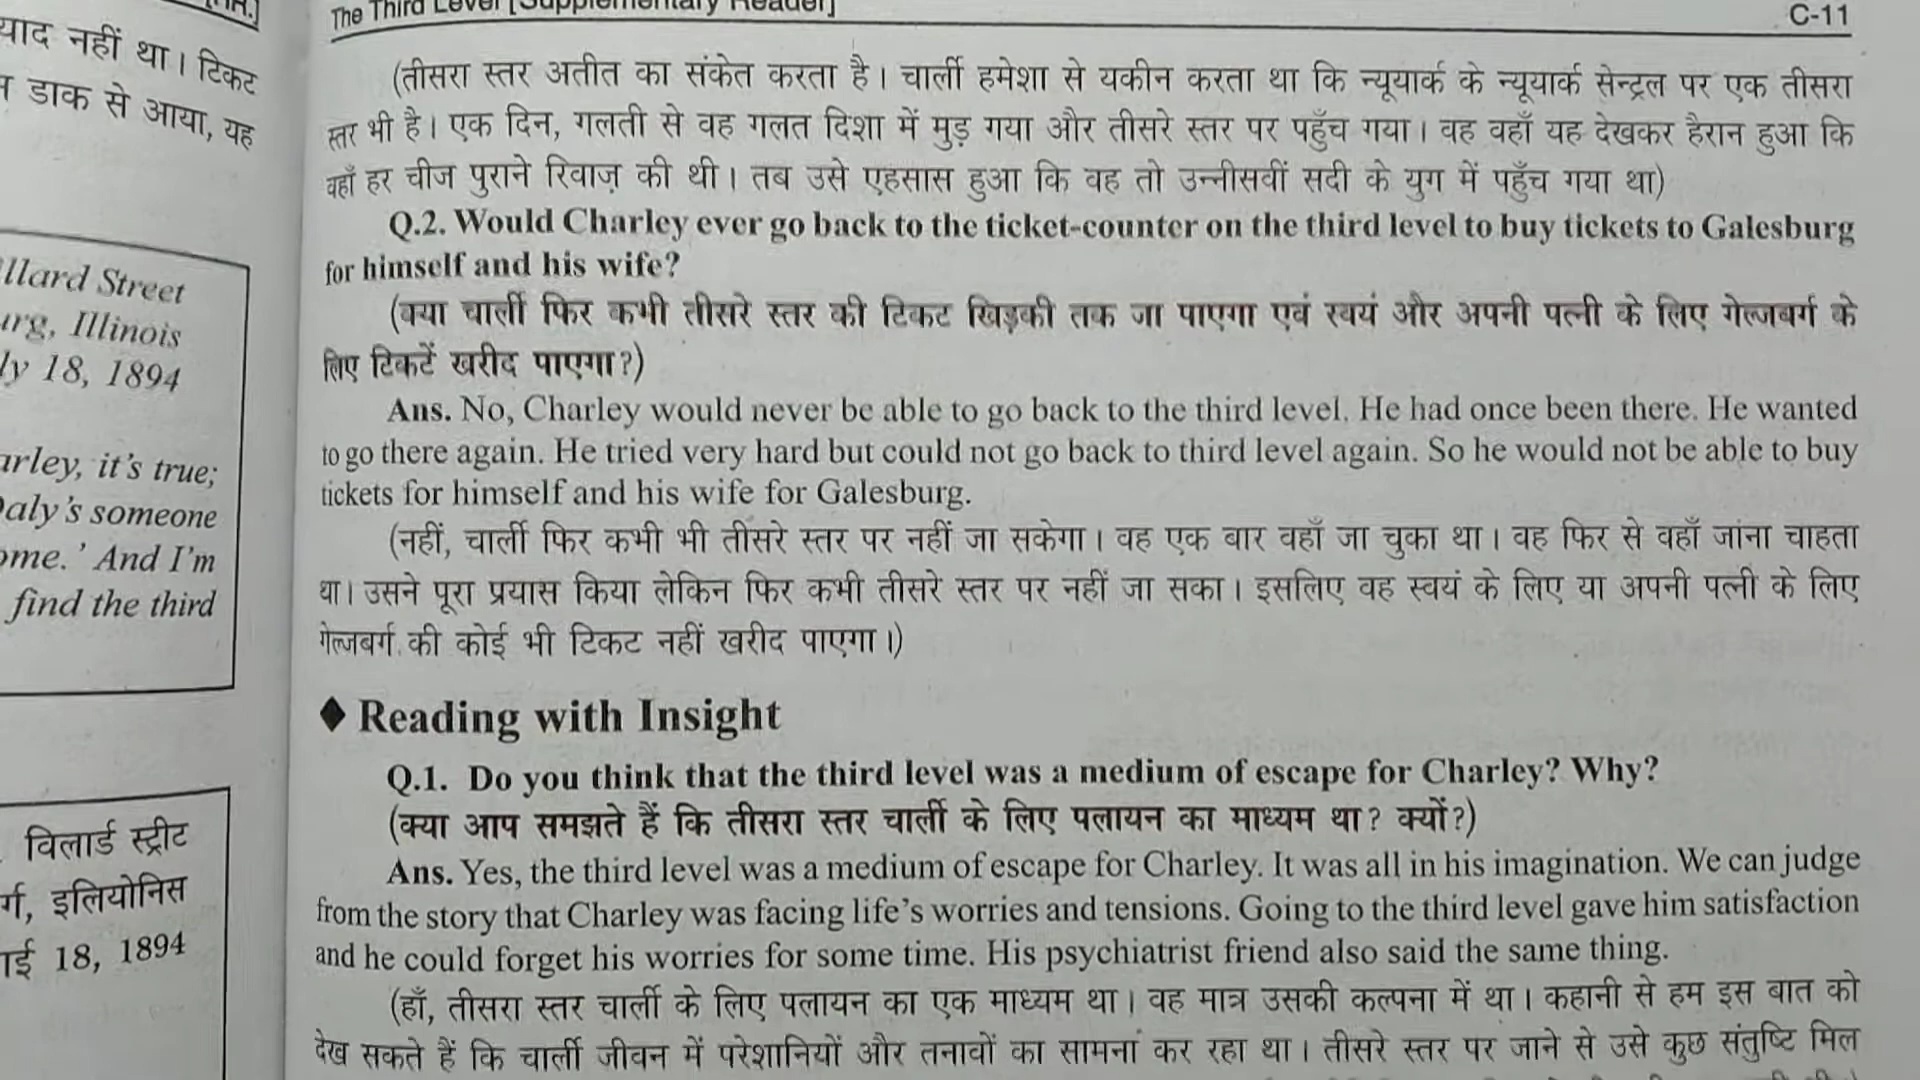 याद नहीं था। टिकट
डाक से आया, यह
llard Street
urg, Illinois
ly 18, 1894
arley, it's true;
Daly's someone
ome.' And I'm
find the third
विलार्ड स्ट्रीट
र्ग, इलियोनिस
18, 1894
The Third Level [Supplementary Reader]
C-11
(तीसरा स्तर अतीत का संकेत करता है। चार्ली हमेशा से यकीन करता था कि न्यूयार्क के न्यूयार्क सेन्ट्रल पर एक तीसरा
स्तर भी है। एक दिन, गलती से वह गलत दिशा में मुड़ गया और तीसरे स्तर पर पहुँच गया। वह वहाँ यह देखकर हैरान हुआ कि
वहाँ हर चीज पुराने रिवाज़ की थी। तब उसे एहसास हुआ कि वह तो उन्नीसवीं सदी के युग में पहुँच गया था)
Q.2. Would Charley ever go back to the ticket-counter on the third level to buy tickets to Galesburg
for himself and his wife?
(क्या चार्ली फिर कभी तीसरे स्तर की टिकट खिड़की तक जा पाएगा एवं स्वयं और अपनी पत्नी के लिए गेल्जबर्ग के
लिए टिकटें खरीद पाएगा?)
Ans. No, Charley would never be able to go back to the third level. He had once been there. He wanted
to go there again. He tried very hard but could not go back to third level again. So he would not be able to buy
tickets for himself and his wife for Galesburg.
(नहीं, चार्ली फिर कभी भी तीसरे स्तर पर नहीं जा सकेगा। वह एक बार वहाँ जा चुका था। वह फिर से वहाँ जांना चाहता
था। उसने पूरा प्रयास किया लेकिन फिर कभी तीसरे स्तर पर नहीं जा सका। इसलिए वह स्वयं के लिए या अपनी पत्नी के लिए
गेल्जबर्ग की कोई भी टिकट नहीं खरीद पाएगा।)
◆ Reading with Insight
Q.1. Do you think that the third level was a medium of escape for Charley? Why?
(क्या आप समझते हैं कि तीसरा स्तर चार्ली के लिए पलायन का माध्यम था? क्यों?)
Ans. Yes, the third level was a medium of escape for Charley. It was all in his imagination. We can judge
from the story that Charley was facing life's worries and tensions. Going to the third level gave him satisfaction
and he could forget his worries for some time. His psychiatrist friend also said the same thing.
(हाँ, तीसरा स्तर चार्ली के लिए पलायन का एक माध्यम था। वह मात्र उसकी कल्पना में था। कहानी से हम इस बात को
देख सकते हैं कि चार्ली जीवन में परेशानियों और तनावों का सामना कर रहा था। तीसरे स्तर पर जाने से उसे कुछ संतुष्टि मिल